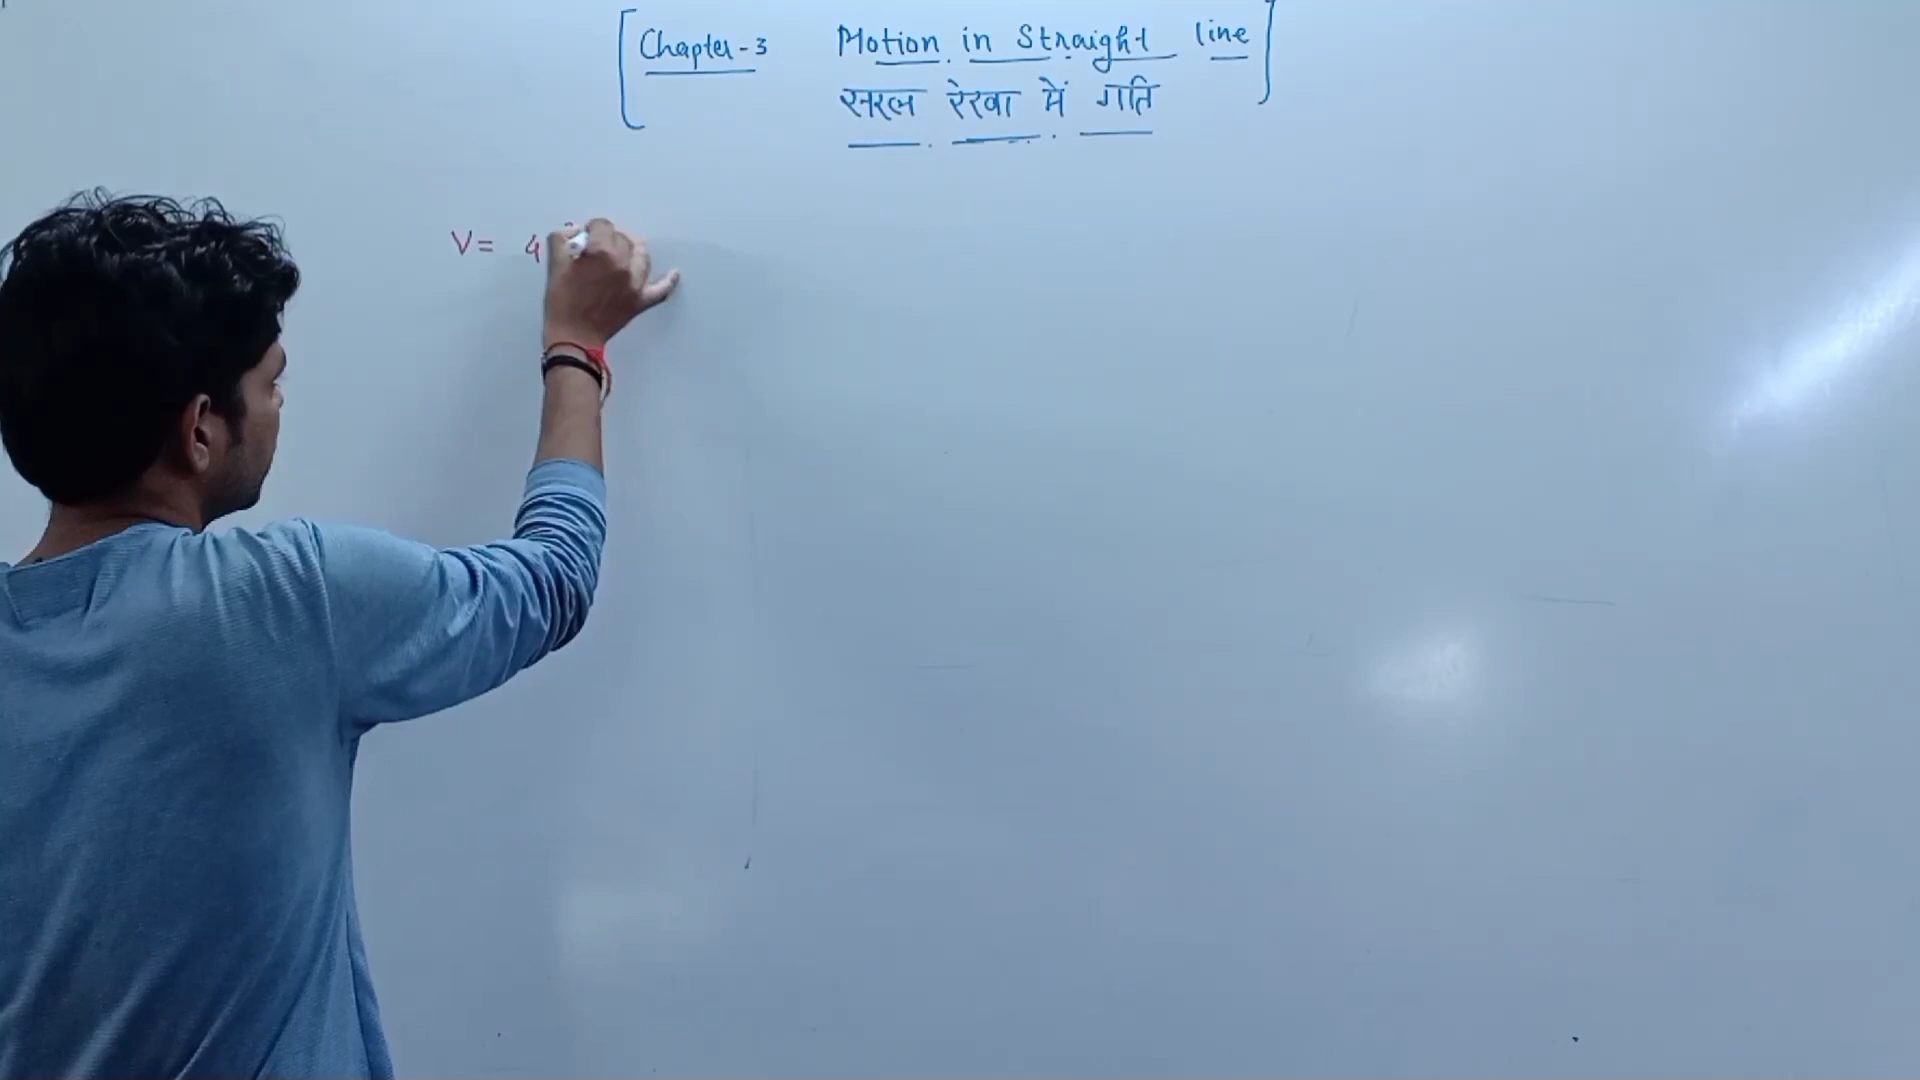 Chapter-3 Motion in Straight line
सरल रेखा में गति
V= 4